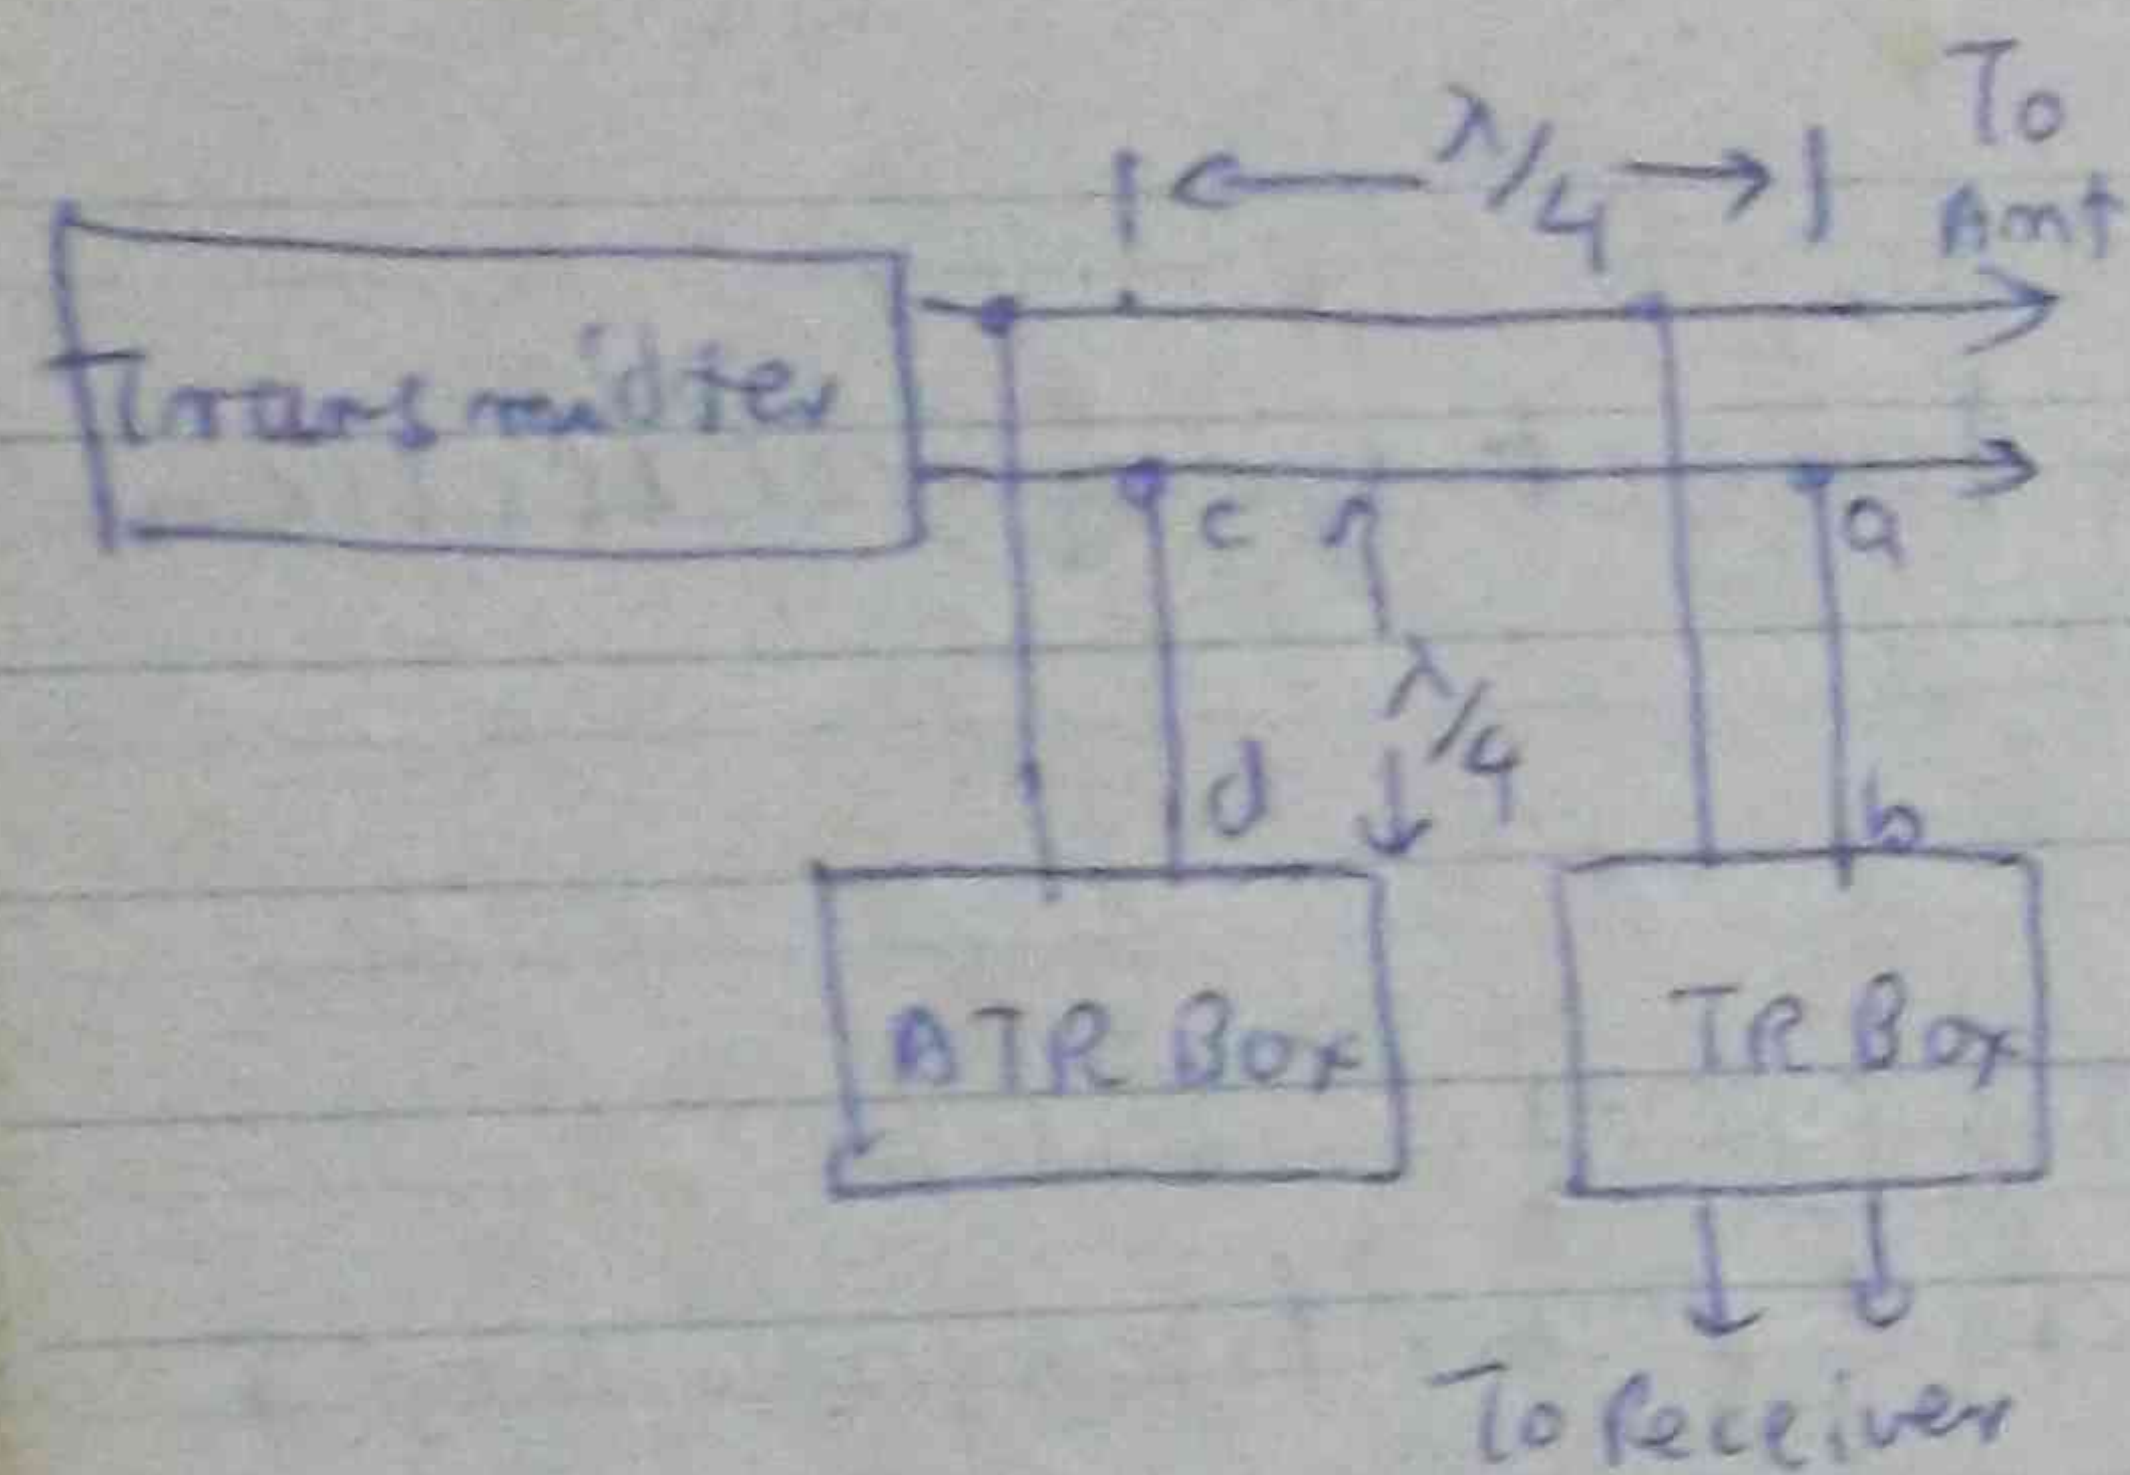 To
Ant
λ/4
Transmitter
c
a
λ/4
d
b
ATR Box
TR Box
To Receiver